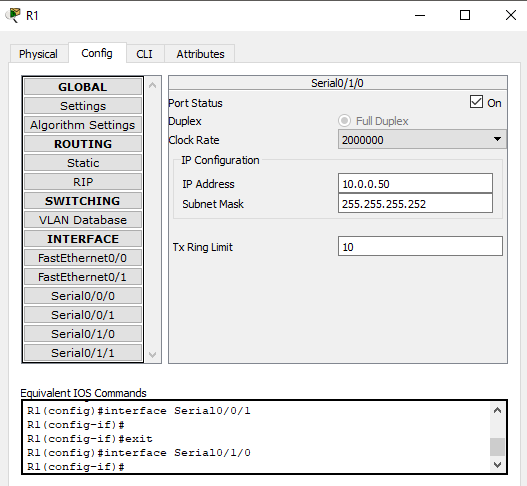 R1
Physical Config CLI Attributes
GLOBAL
Settings
Algorithm Settings
ROUTING
Static
RIP
SWITCHING
VLAN Database
INTERFACE
FastEthernet0/0
FastEthernet0/1
Serial0/0/0
Serial0/0/1
Serial0/1/0
Serial0/1/1
Serial0/1/0
Port Status On
Duplex Full Duplex
Clock Rate 2000000
IP Configuration
IP Address 10.0.0.50
Subnet Mask 255.255.255.252
Tx Ring Limit 10
Equivalent IOS Commands
R1(config)#interface Serial0/0/1
R1(config-if)#
R1(config-if)#exit
R1(config)#interface Serial0/1/0
R1(config-if)#